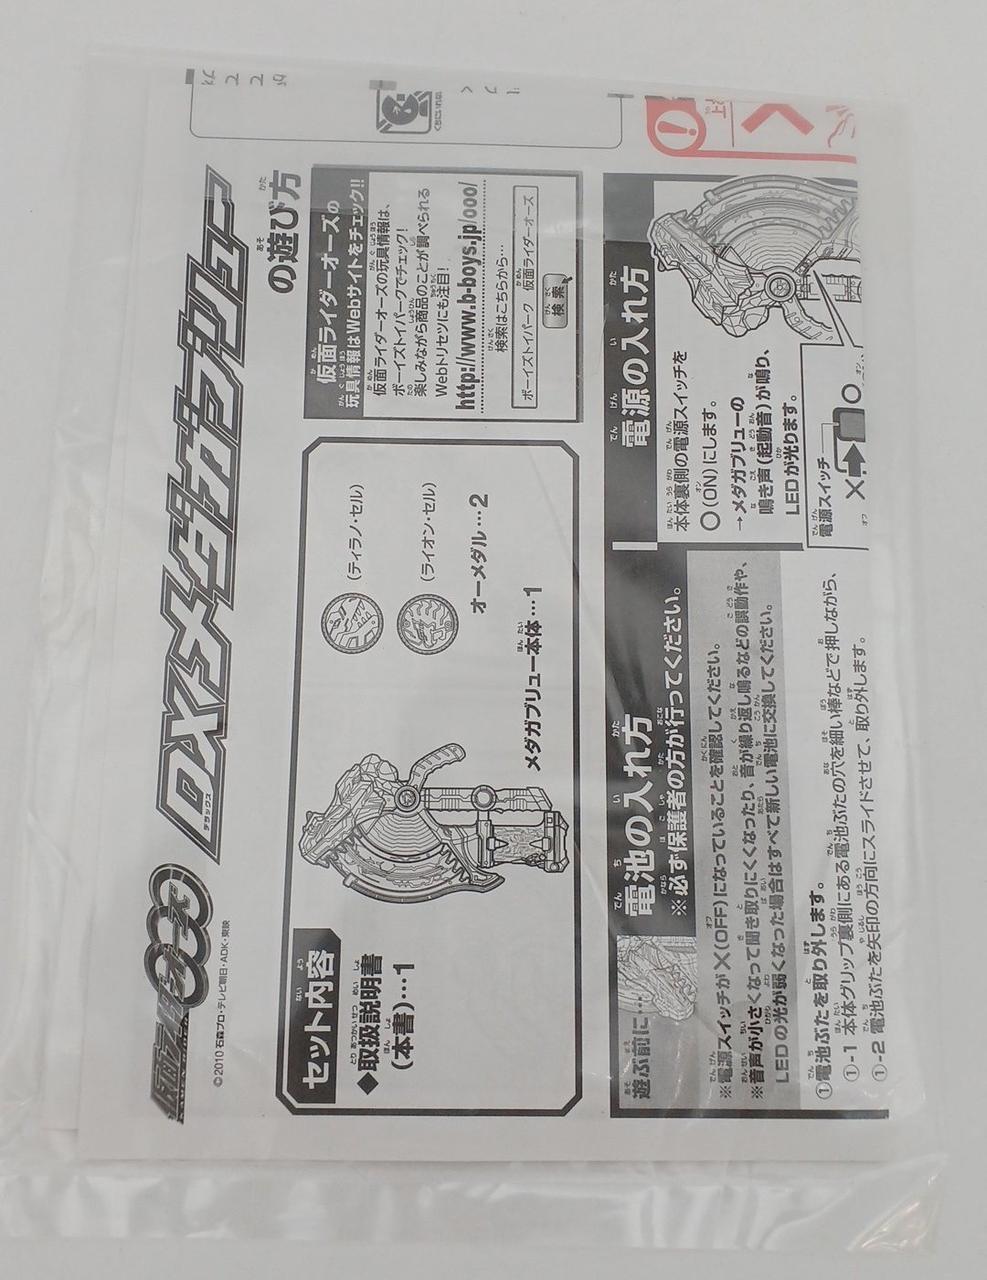 仮面ライダーオーズ
デラックス
DXメダガブリュー
の遊び方
©2010 石森プロ・テレビ朝日・ADK・東映
セット内容
◆取扱説明書
(本書)…1
メダガブリュー本体…1
(ティラノ・セル)
(ライオン・セル)
オーメダル…2
仮面ライダーオーズの
玩具情報はWebサイトをチェック!!
仮面ライダーオーズの玩具情報は、
ボーイズトイパークでチェック!
楽しみながら商品のことが調べられる
Webトリセツにも注目!
http://www.b-boys.jp/ooo/
検索はこちらから…
ボーイズトイパーク 仮面ライダーオーズ
検索
遊ぶ前に…
電池の入れ方
※必ず保護者の方が行ってください。
※電源スイッチが×(OFF)になっていることを確認してください。
※音声が小さくなって聞き取りにくくなったり、音が繰り返し鳴るなどの誤動作や、
LEDの光が弱くなった場合はすべて新しい電池に交換してください。
①電池ぶたを取り外します。
①-1 本体グリップ裏側にある電池ぶたの穴を細い棒などで押しながら、
①-2 電池ぶたを矢印の方向にスライドさせて、取り外します。
電源の入れ方
本体裏側の電源スイッチを
○(ON)にします。
→メダガブリューの
鳴き声(起動音)が鳴り、
LEDが光ります。
電源スイッチ
×
オフ
○
オン